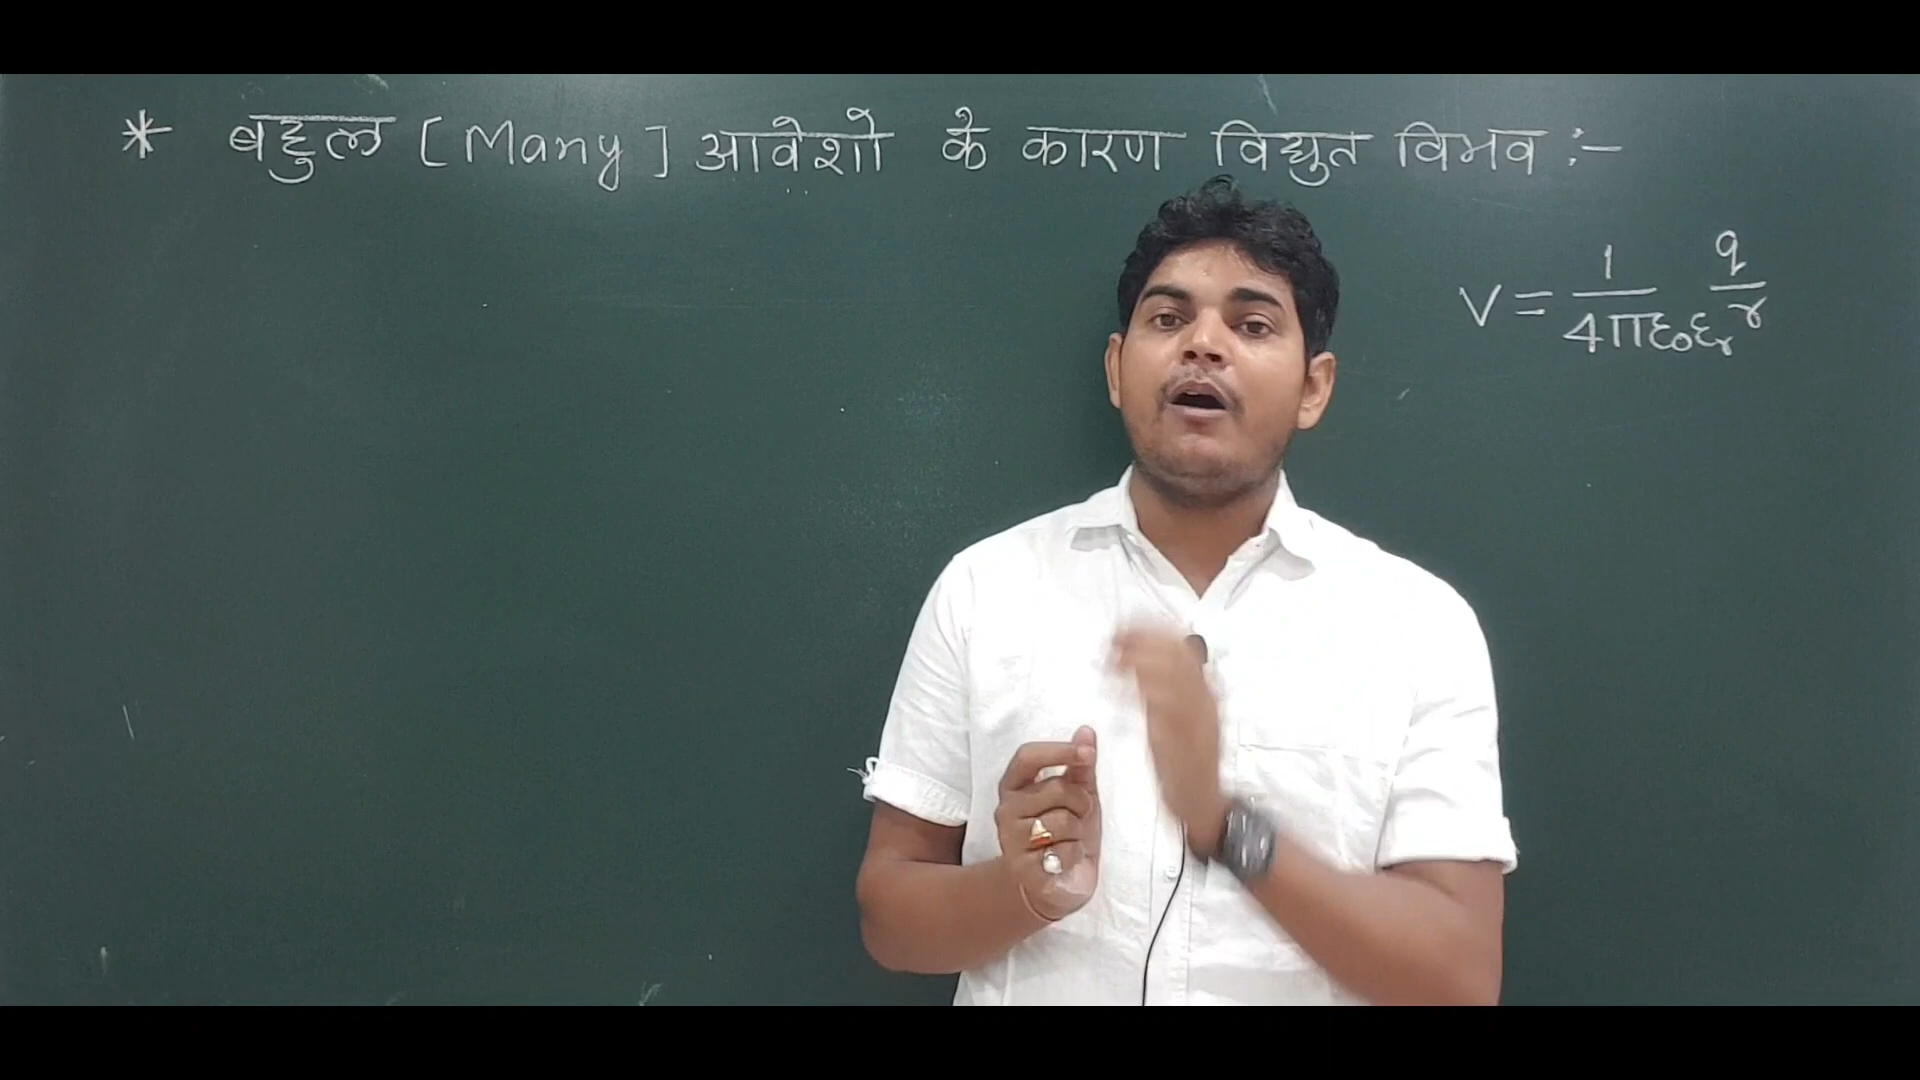 * बहुल [Many] आवेशो के कारण विद्युत विभव :-
V = 1/4πε₀εᵣ q/r